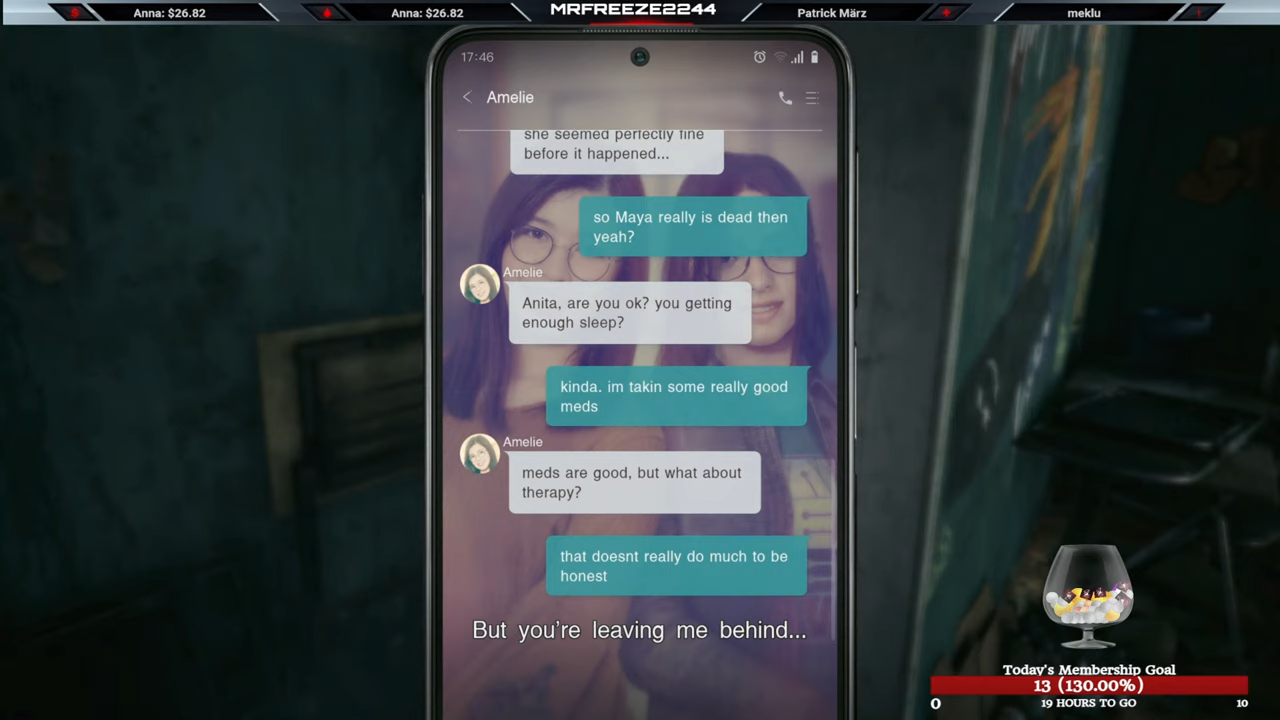 Anna: $26.82
Anna: $26.82
MRFREEZE2244
Patrick März
meklu
17:46
Amelie
she seemed perfectly fine
before it happened...
so Maya really is dead then
yeah?
Amelie
Anita, are you ok? you getting
enough sleep?
kinda. im takin some really good
meds
Amelie
meds are good, but what about
therapy?
that doesnt really do much to be
honest
But you're leaving me behind...
Today's Membership Goal
13 (130.00%)
0
19 HOURS TO GO
10